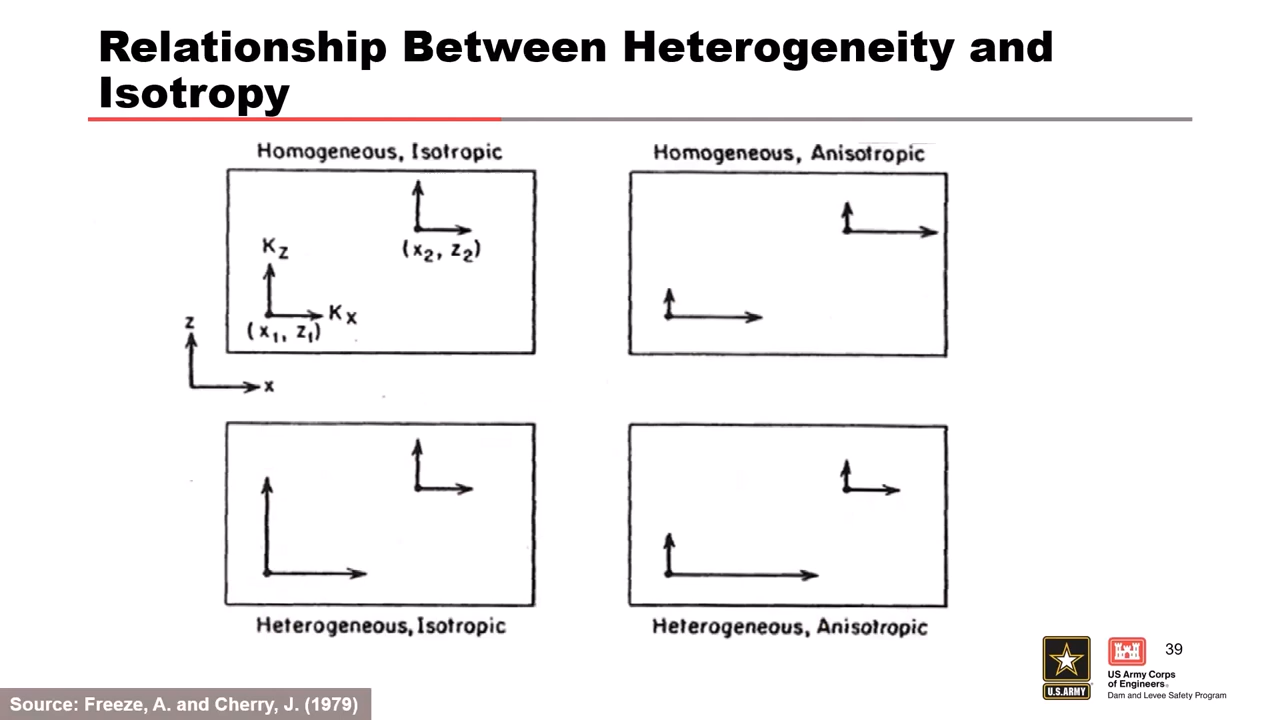 Relationship Between Heterogeneity and
Isotropy
Homogeneous, Isotropic
Homogeneous, Anisotropic
Kz
(x2, z2)
Kx
(x1, z1)
z
x
Heterogeneous, Isotropic
Heterogeneous, Anisotropic
39
U.S.ARMY
US Army Corps
of Engineers®
Dam and Levee Safety Program
Source: Freeze, A. and Cherry, J. (1979)